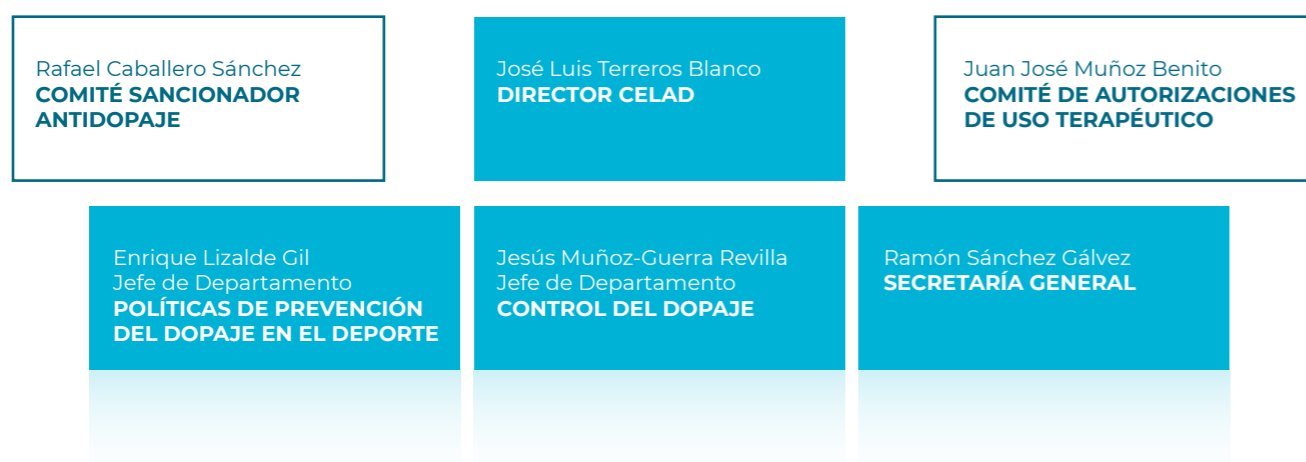 Rafael Caballero Sánchez
COMITÉ SANCIONADOR
ANTIDOPAJE
José Luis Terreros Blanco
DIRECTOR CELAD
Juan José Muñoz Benito
COMITÉ DE AUTORIZACIONES
DE USO TERAPÉUTICO
Enrique Lizalde Gil
Jefe de Departamento
POLÍTICAS DE PREVENCIÓN
DEL DOPAJE EN EL DEPORTE
Jesús Muñoz-Guerra Revilla
Jefe de Departamento
CONTROL DEL DOPAJE
Ramón Sánchez Gálvez
SECRETARÍA GENERAL